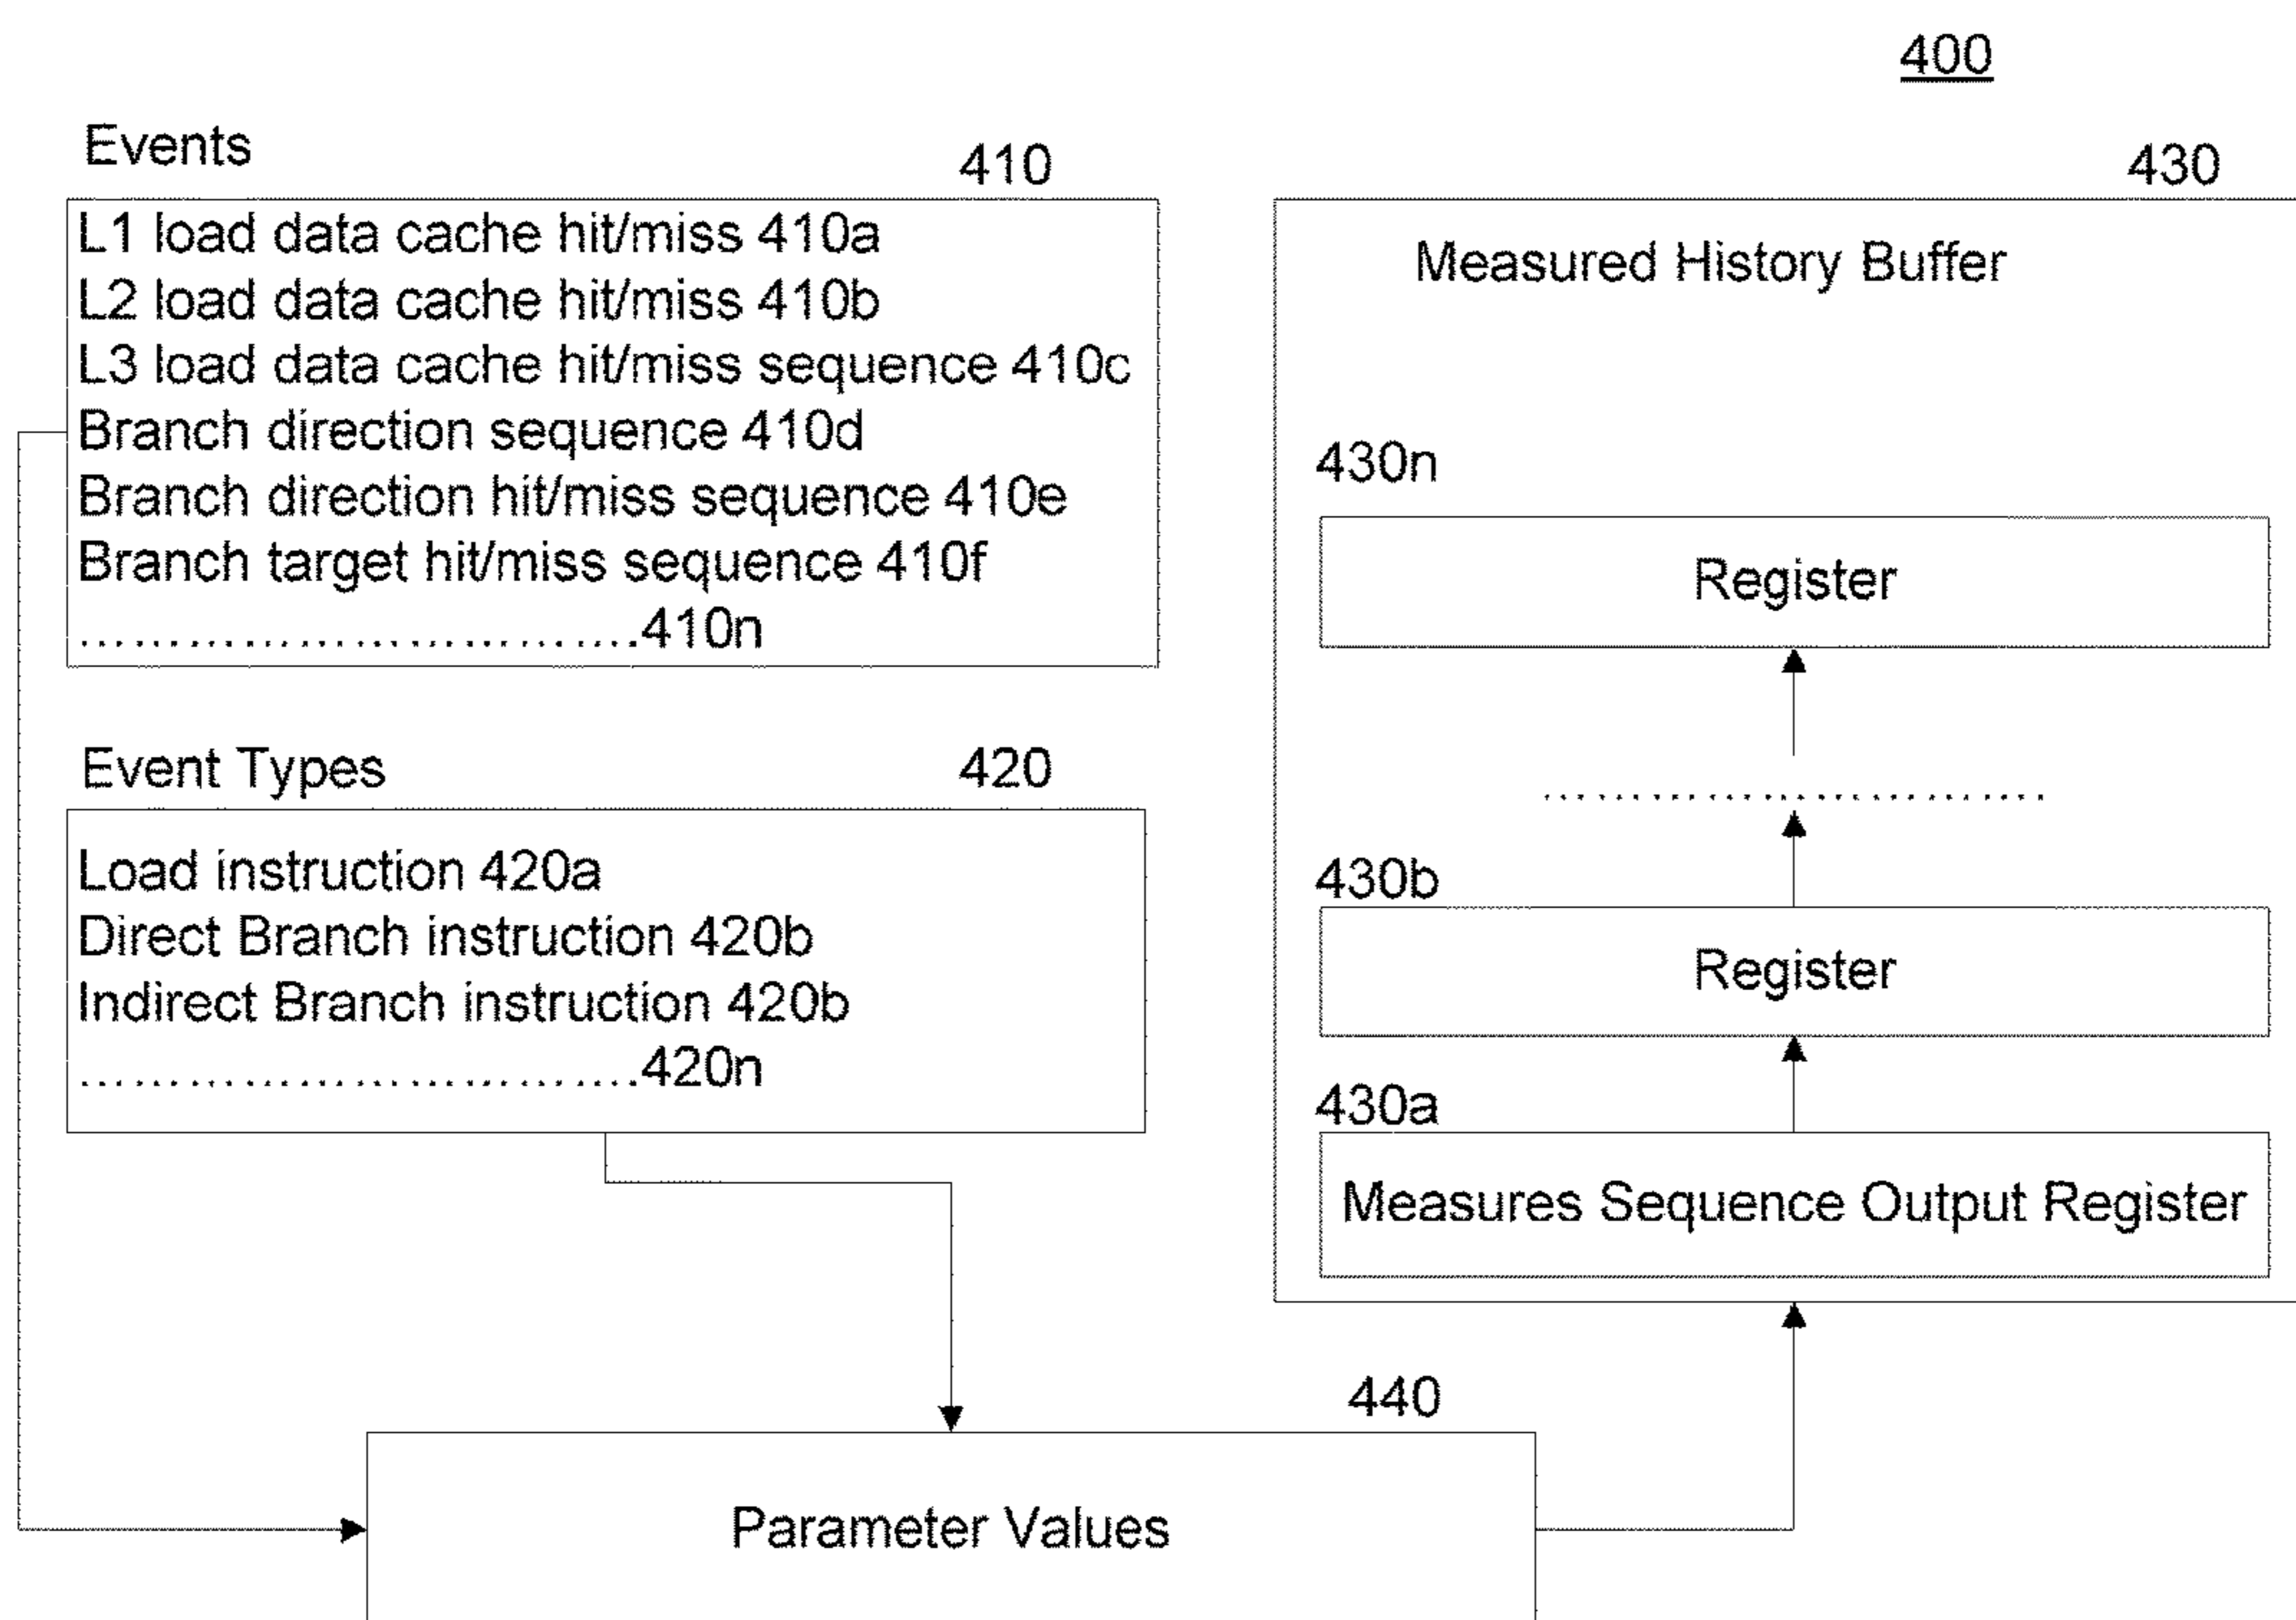 400
Events
410
L1 load data cache hit/miss 410a
L2 load data cache hit/miss 410b
L3 load data cache hit/miss sequence 410c
Branch direction sequence 410d
Branch direction hit/miss sequence 410e
Branch target hit/miss sequence 410f
..............................410n
Event Types
420
Load instruction 420a
Direct Branch instruction 420b
Indirect Branch instruction 420b
..............................420n
430
Measured History Buffer
430n
Register
..............................
430b
Register
430a
Measures Sequence Output Register
440
Parameter Values